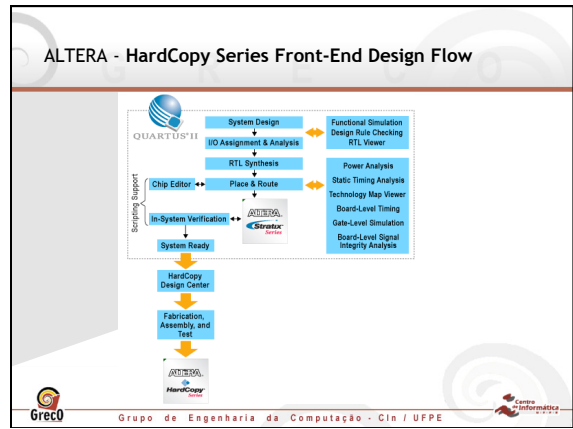 ALTERA - HardCopy Series Front-End Design Flow
QUARTUS II
System Design
I/O Assignment & Analysis
RTL Synthesis
Place & Route
Functional Simulation
Design Rule Checking
RTL Viewer
Power Analysis
Static Timing Analysis
Technology Map Viewer
Board-Level Timing
Gate-Level Simulation
Board-Level Signal
Integrity Analysis
Scripting Support
Chip Editor
In-System Verification
ALTERA
Stratix
Series
System Ready
HardCopy
Design Center
Fabrication,
Assembly, and
Test
ALTERA
HardCopy
Series
GrecO
Grupo de Engenharia da Computação - CIn / UFPE
Centro
de Informática
UFPE